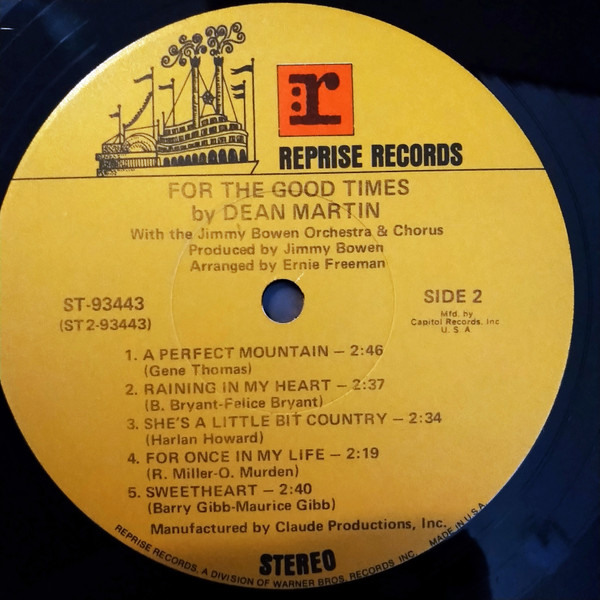 :r
REPRISE RECORDS
FOR THE GOOD TIMES
by DEAN MARTIN
With the Jimmy Bowen Orchestra & Chorus
Produced by Jimmy Bowen
Arranged by Ernie Freeman
ST-93443
(ST 2-93443)
SIDE 2
Mfd. by
Capitol Records, Inc
U. S. A
1. A PERFECT MOUNTAIN – 2:46
(Gene Thomas)
2. RAINING IN MY HEART – 2:37
(B. Bryant-Felice Bryant)
3. SHE'S A LITTLE BIT COUNTRY – 2:34
(Harlan Howard)
4. FOR ONCE IN MY LIFE – 2:19
(R. Miller-O. Murden)
5. SWEETHEART – 2:40
(Barry Gibb-Maurice Gibb)
Manufactured by Claude Productions, Inc.
STEREO
REPRISE RECORDS, A DIVISION OF WARNER BROS. RECORDS, INC. MADE IN U.S.A.